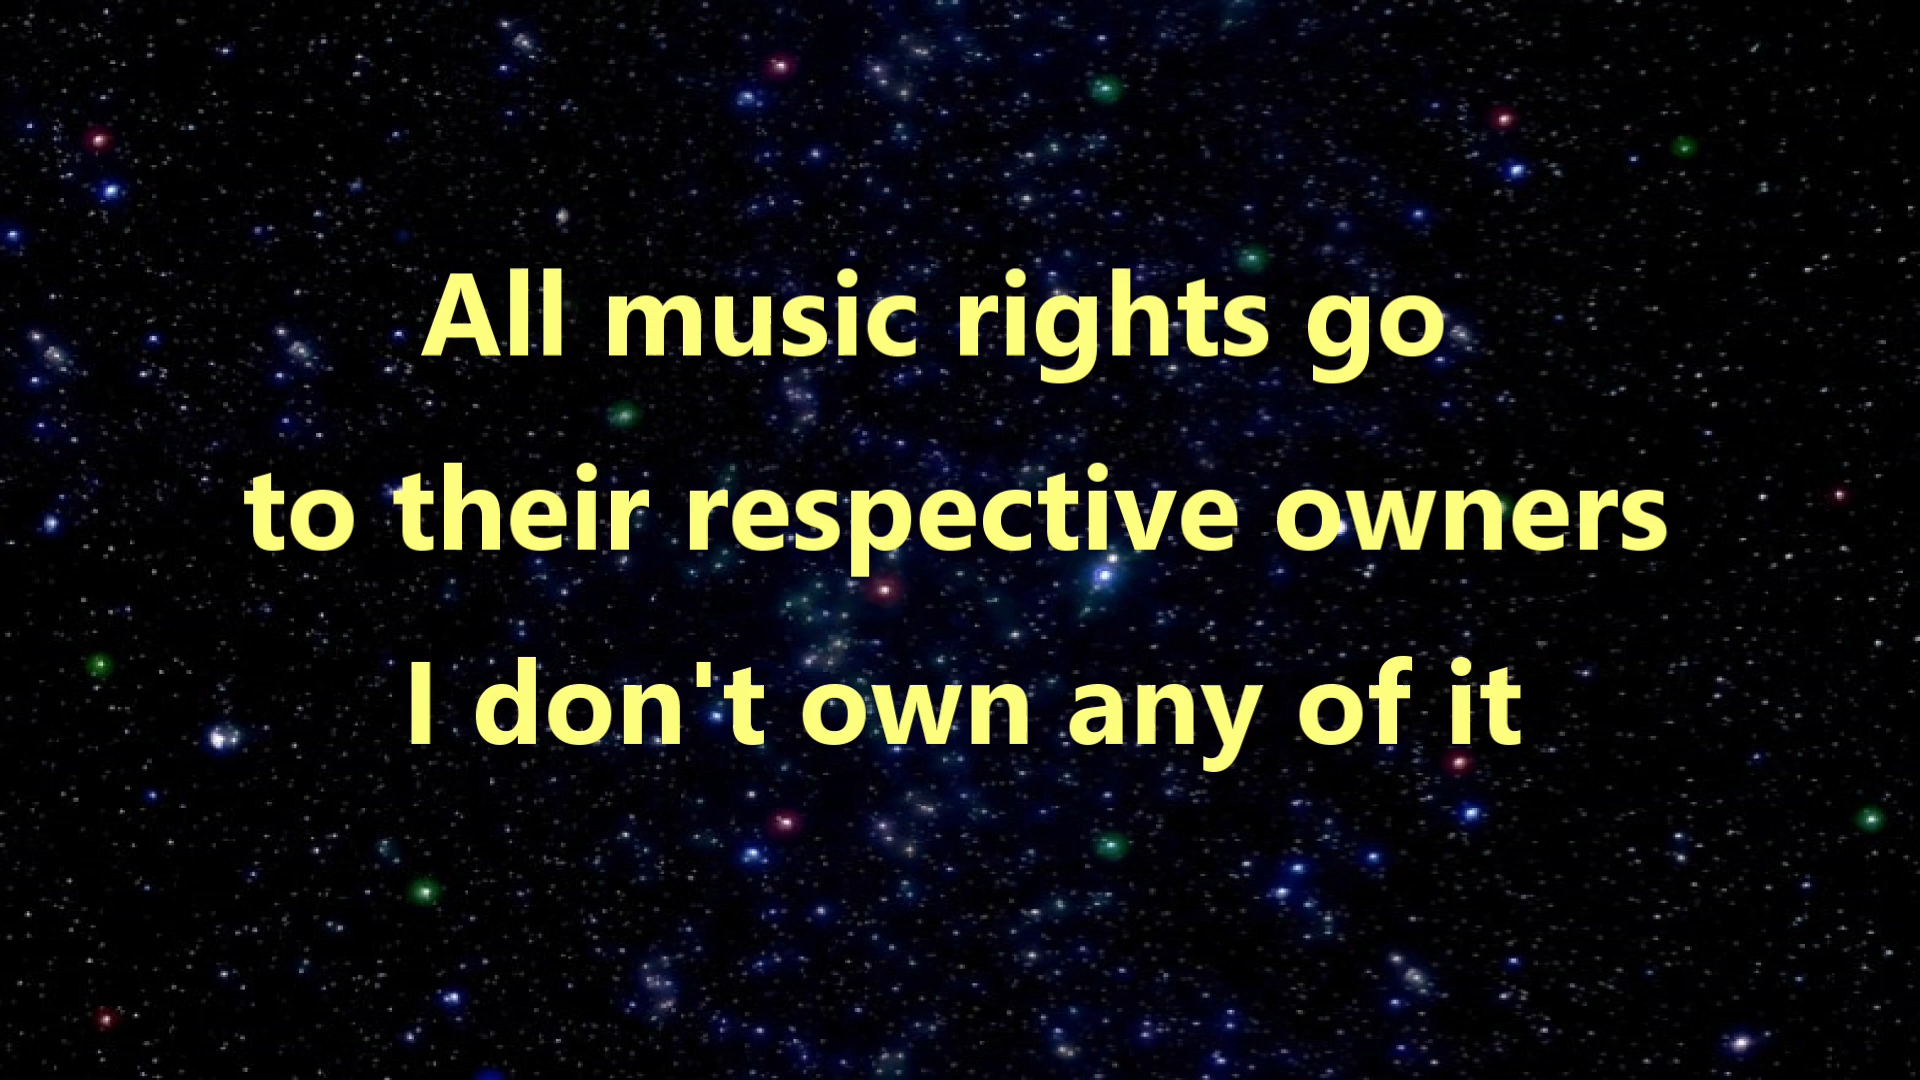 All music rights go
to their respective owners
I don't own any of it